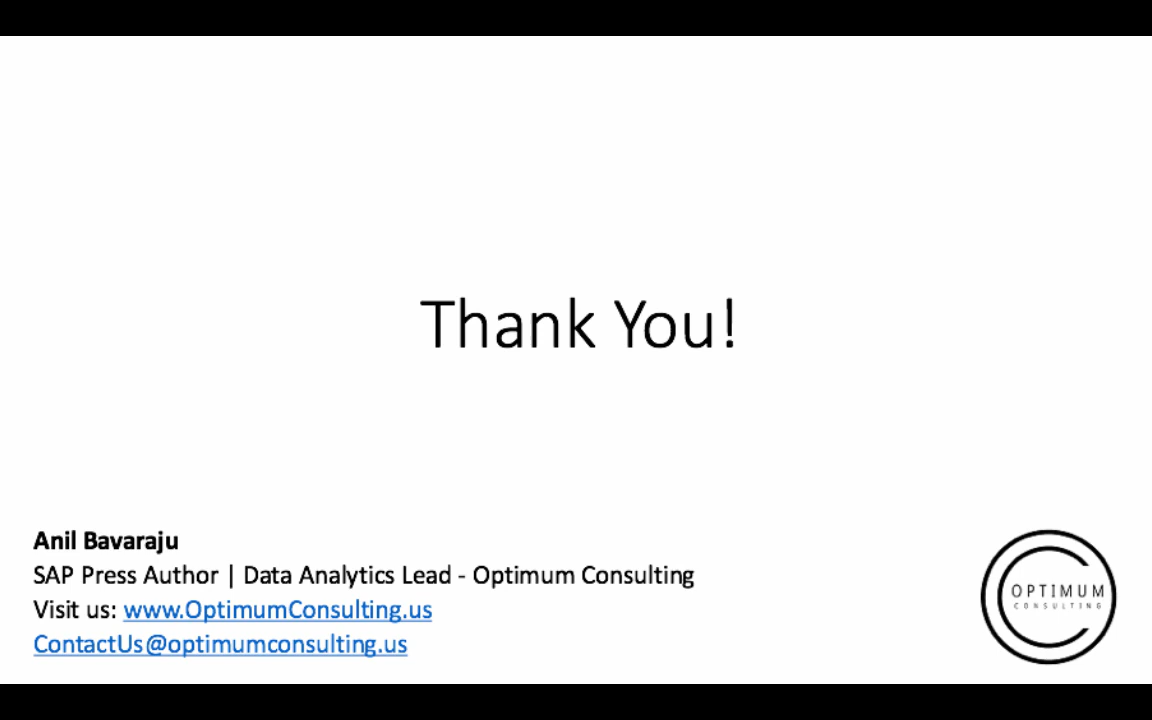 Thank You!
Anil Bavaraju
SAP Press Author | Data Analytics Lead - Optimum Consulting
Visit us: www.OptimumConsulting.us
ContactUs@optimumconsulting.us
OPTIMUM
CONSULTING